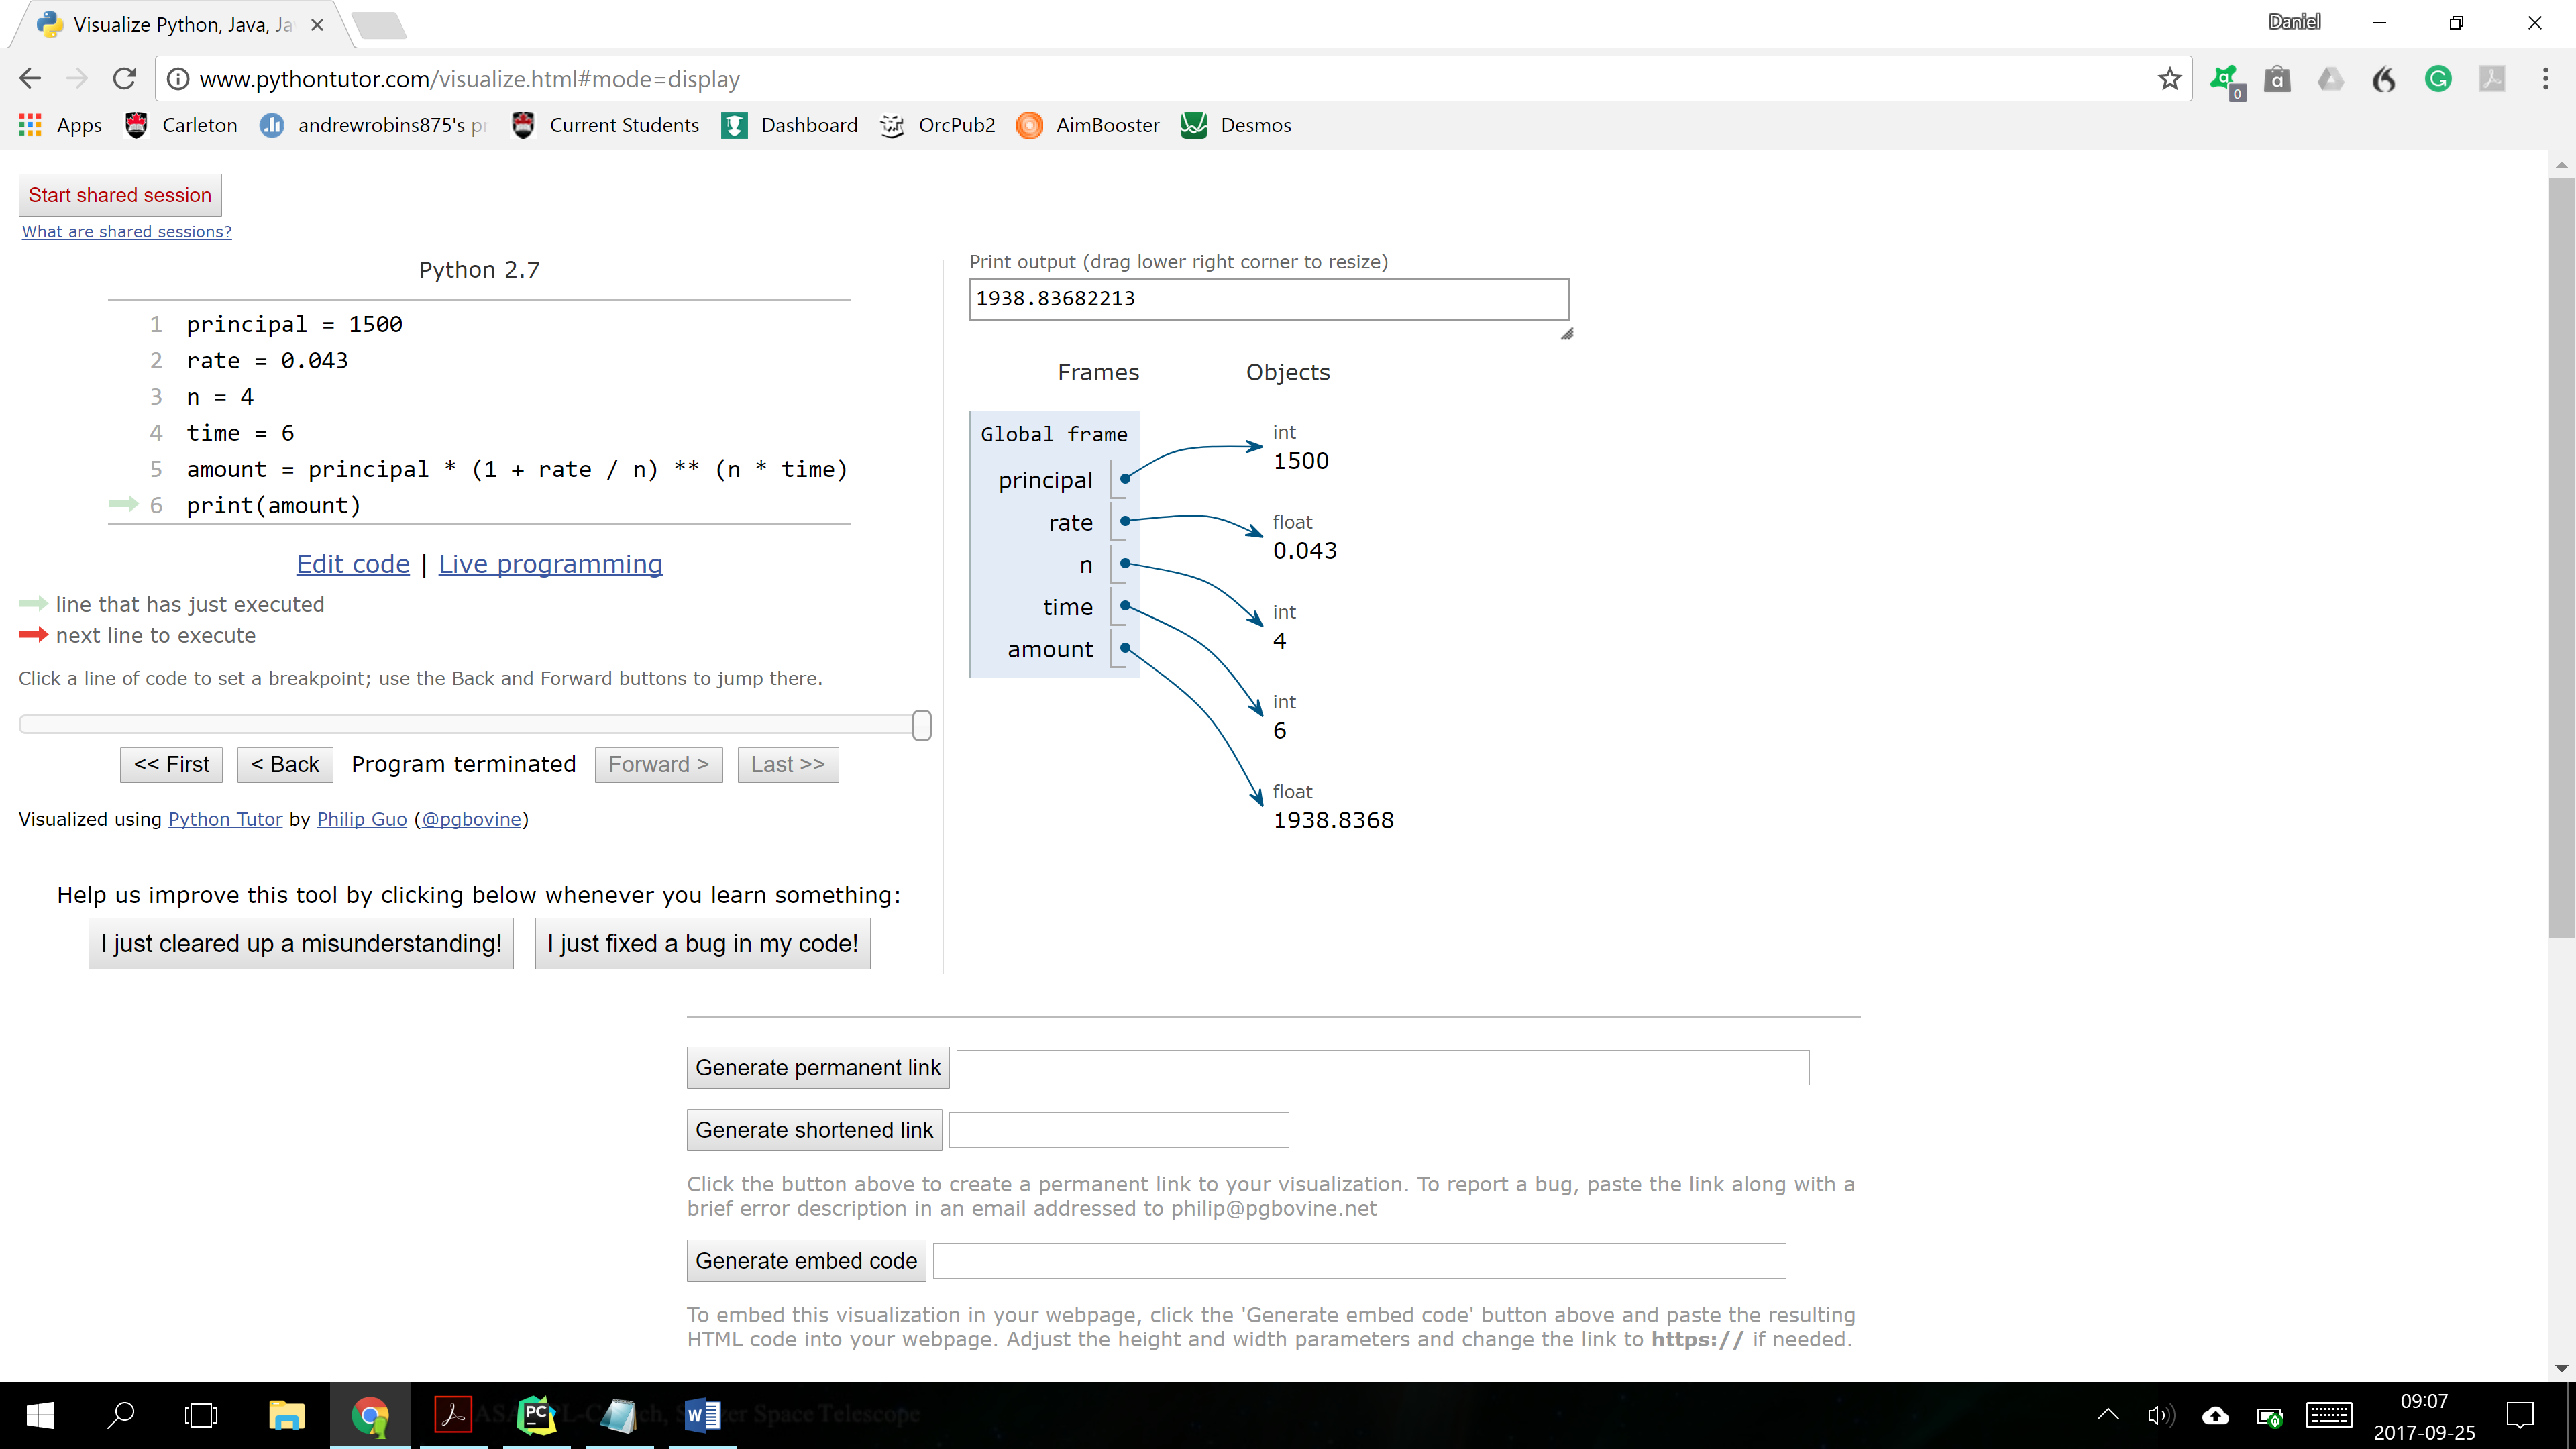 Visualize Python, Java, Ja
Daniel
www.pythontutor.com/visualize.html#mode=display
Apps Carleton andrewrobins875's pr Current Students Dashboard OrcPub2 AimBooster Desmos
Start shared session
What are shared sessions?
Python 2.7
1 principal = 1500
2 rate = 0.043
3 n = 4
4 time = 6
5 amount = principal * (1 + rate / n) ** (n * time)
6 print(amount)
Edit code | Live programming
line that has just executed
next line to execute
Click a line of code to set a breakpoint; use the Back and Forward buttons to jump there.
<< First < Back Program terminated Forward > Last >>
Visualized using Python Tutor by Philip Guo (@pgbovine)
Help us improve this tool by clicking below whenever you learn something:
I just cleared up a misunderstanding! I just fixed a bug in my code!
Print output (drag lower right corner to resize)
1938.83682213
Frames Objects
Global frame
principal
rate
n
time
amount
int
1500
float
0.043
int
4
int
6
float
1938.8368
Generate permanent link
Generate shortened link
Click the button above to create a permanent link to your visualization. To report a bug, paste the link along with a
brief error description in an email addressed to philip@pgbovine.net
Generate embed code
To embed this visualization in your webpage, click the 'Generate embed code' button above and paste the resulting
HTML code into your webpage. Adjust the height and width parameters and change the link to https:// if needed.
Space Telescope
09:07
2017-09-25